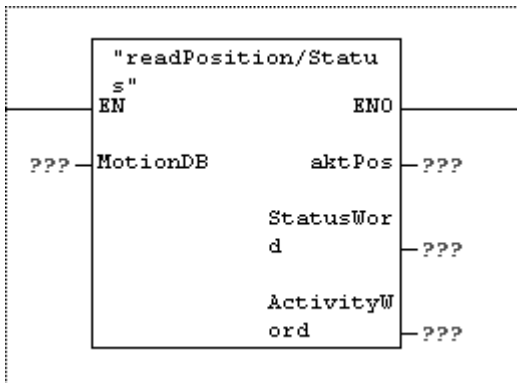 "readPosition/Statu
s"
EN ENO
??? MotionDB aktPos ???
StatusWor
d ???
ActivityW
ord ???